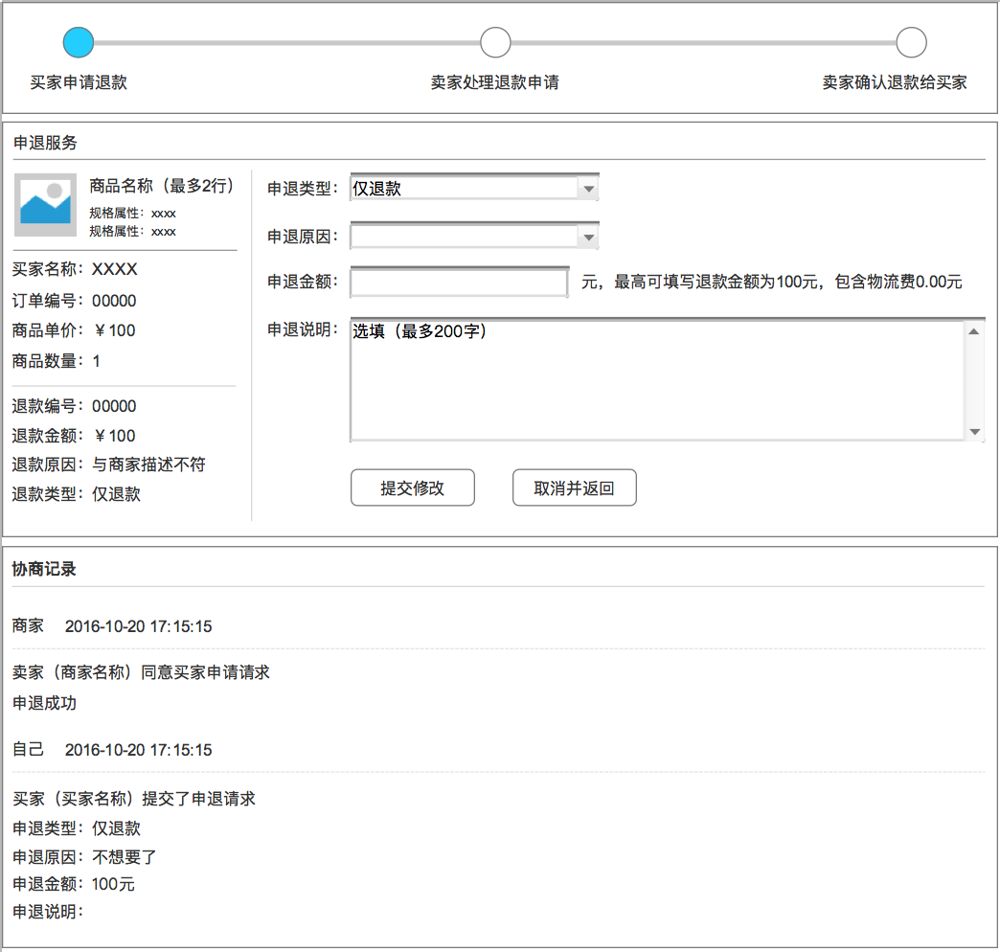 买家申请退款
卖家处理退款申请
卖家确认退款给买家
申退服务
商品名称（最多2行）
规格属性：xxxx
规格属性：xxxx
买家名称：XXXX
订单编号：00000
商品单价：￥100
商品数量：1
退款编号：00000
退款金额：￥100
退款原因：与商家描述不符
退款类型：仅退款
申退类型：仅退款
申退原因：
申退金额： 元，最高可填写退款金额为100元，包含物流费0.00元
申退说明：选填（最多200字）
提交修改 取消并返回
协商记录
商家 2016-10-20 17:15:15
卖家（商家名称）同意买家申请请求
申退成功
自己 2016-10-20 17:15:15
买家（买家名称）提交了申退请求
申退类型：仅退款
申退原因：不想要了
申退金额：100元
申退说明：